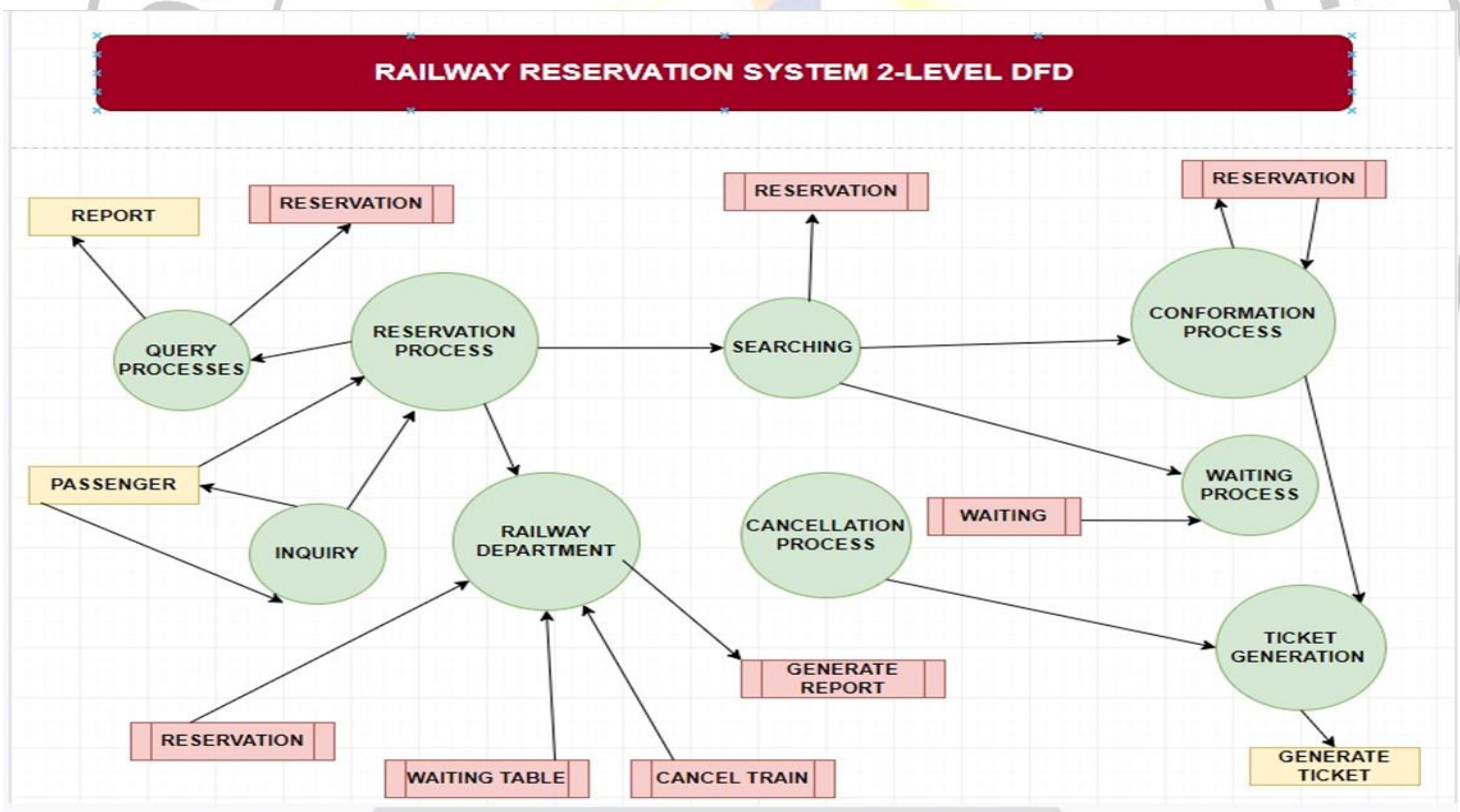 RAILWAY RESERVATION SYSTEM 2-LEVEL DFD
REPORT
RESERVATION
RESERVATION
RESERVATION
QUERY
PROCESSES
RESERVATION
PROCESS
SEARCHING
CONFORMATION
PROCESS
PASSENGER
INQUIRY
RAILWAY
DEPARTMENT
CANCELLATION
PROCESS
WAITING
WAITING
PROCESS
TICKET
GENERATION
GENERATE
REPORT
RESERVATION
WAITING TABLE
CANCEL TRAIN
GENERATE
TICKET